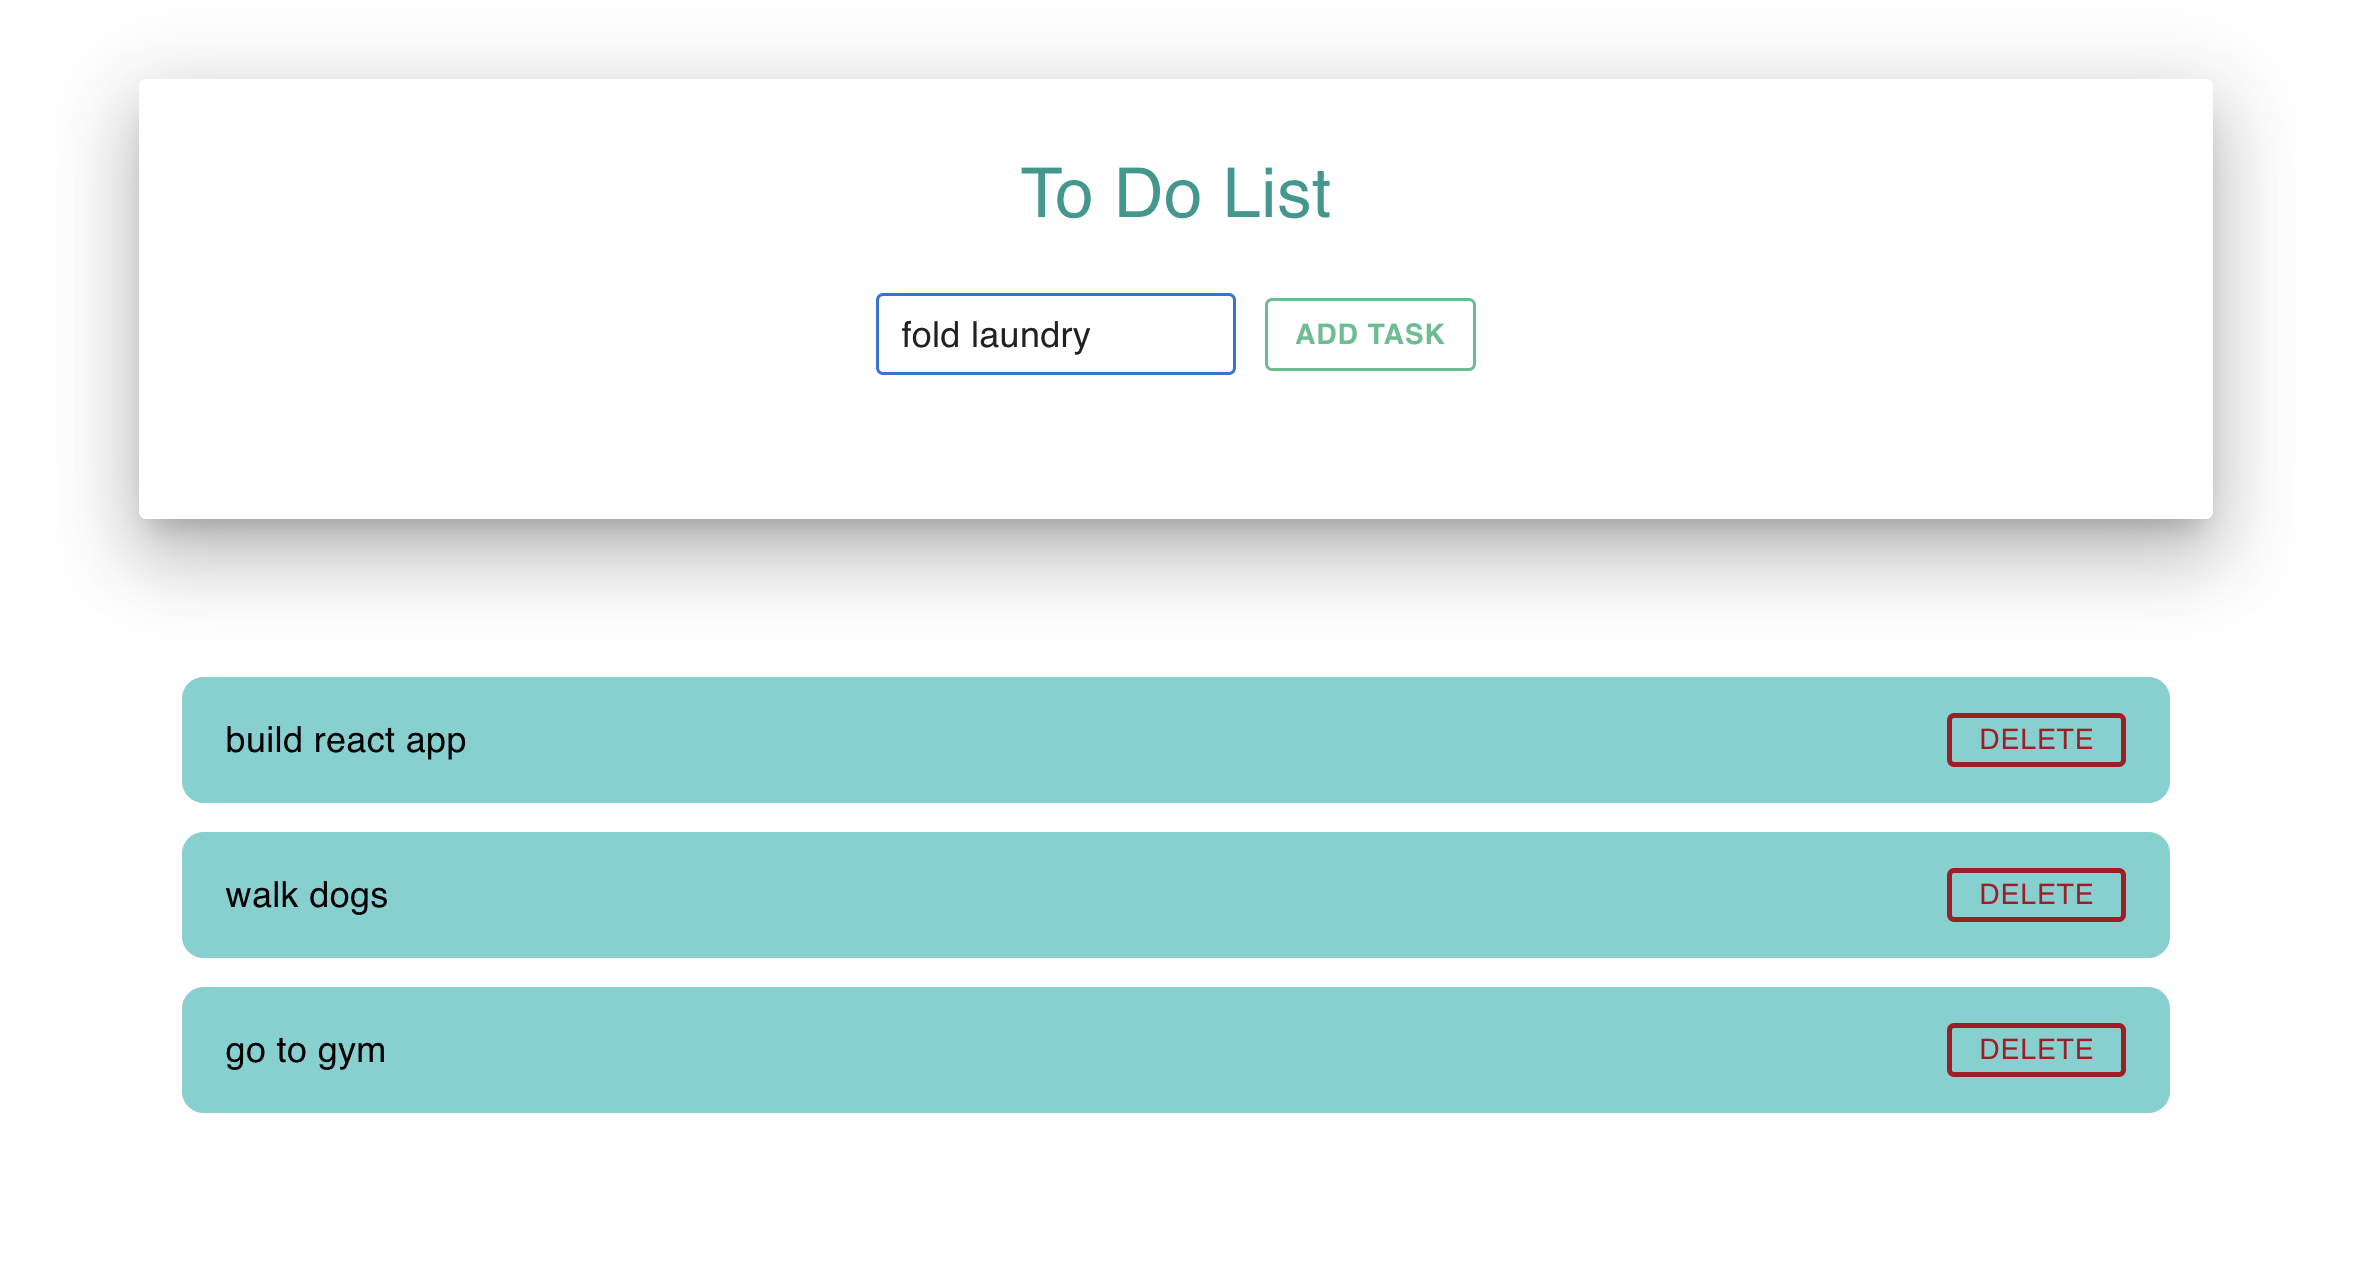 To Do List
fold laundry
ADD TASK
build react app
DELETE
walk dogs
DELETE
go to gym
DELETE